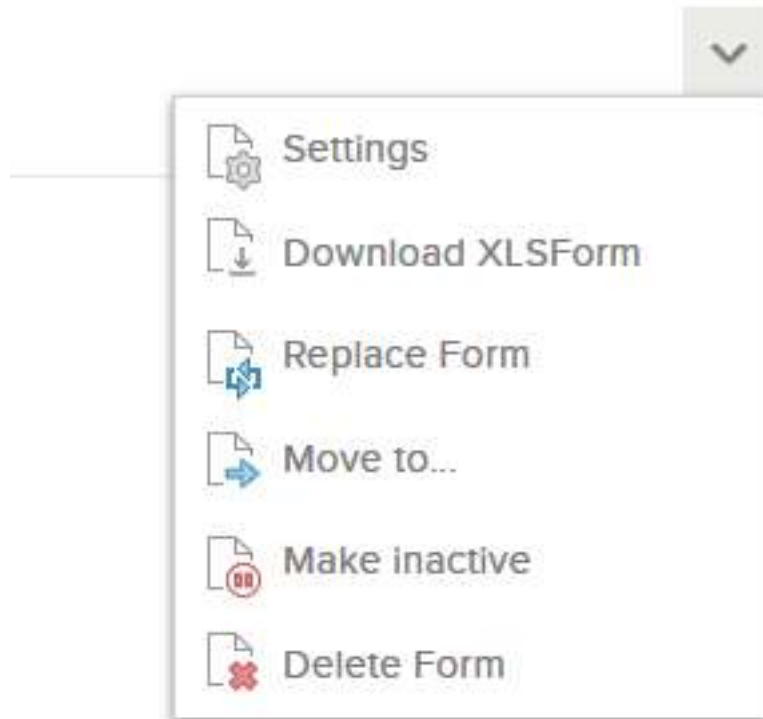 Settings
Download XLSForm
Replace Form
Move to...
Make inactive
Delete Form